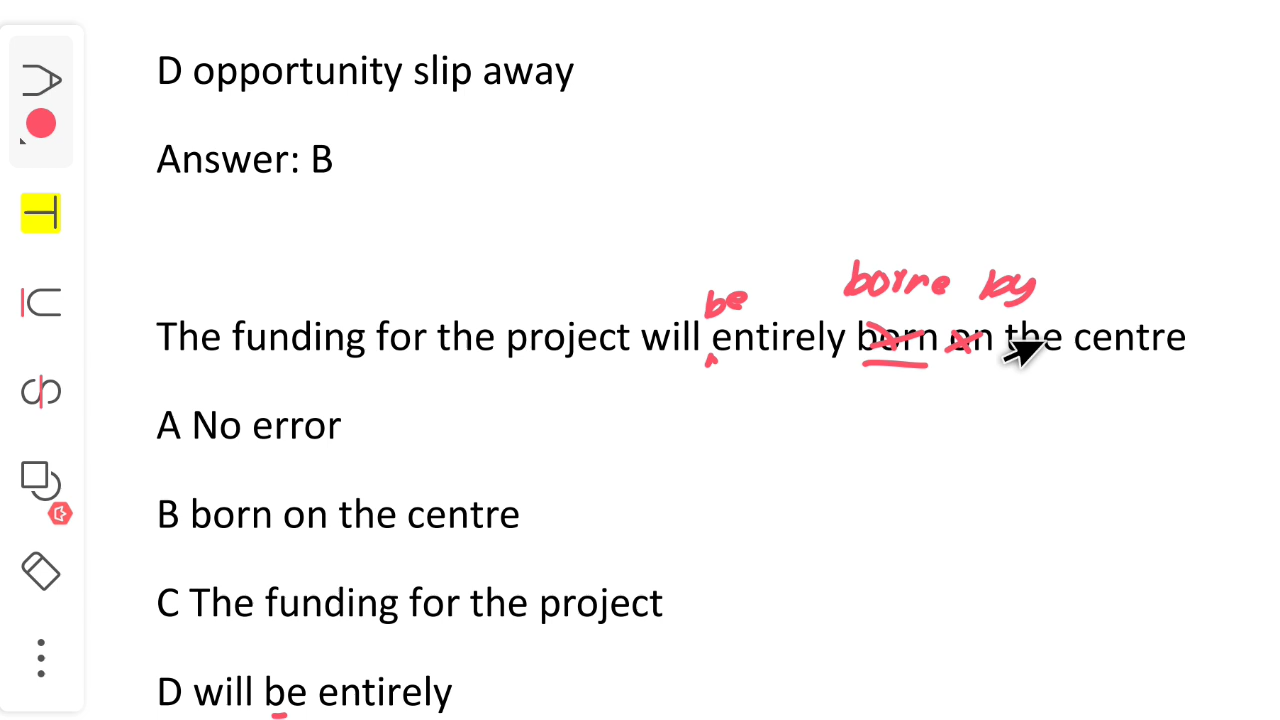 D opportunity slip away
Answer: B
be borne by
The funding for the project will entirely born on the centre
A No error
B born on the centre
C The funding for the project
D will be entirely